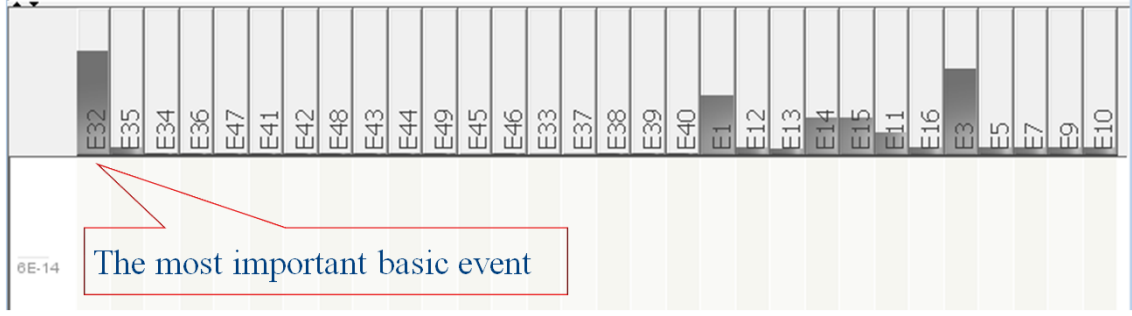 E32 E35 E34 E36 E47 E41 E42 E48 E43 E44 E49 E45 E46 E33 E37 E38 E39 E40 E1 E12 E13 E14 E15 E11 E16 E3 E5 E7 E9 E10
The most important basic event
6E-14